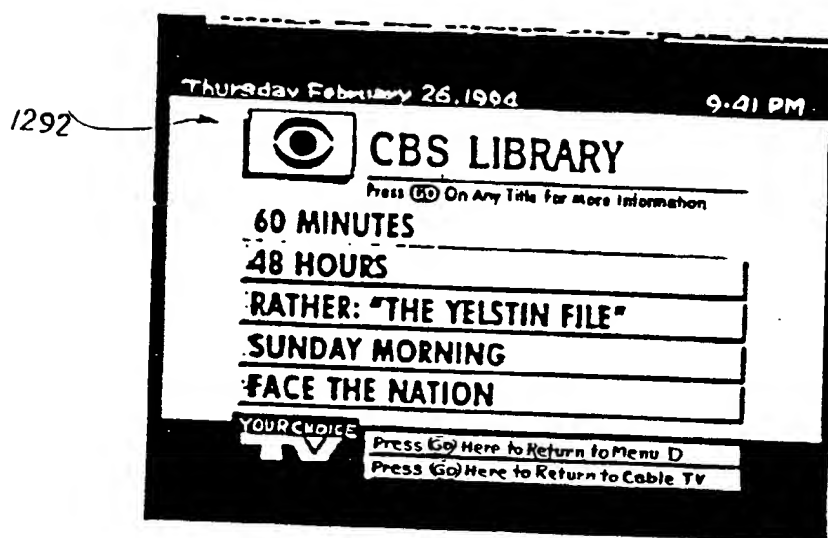 Thursday February 26, 1994 9:41 PM
1292
CBS LIBRARY
Press Go On Any Title for More Information
60 MINUTES
48 HOURS
RATHER: "THE YELSTIN FILE"
SUNDAY MORNING
FACE THE NATION
YOUR CHOICE
TV
Press Go Here to Return to Menu D
Press Go Here to Return to Cable TV